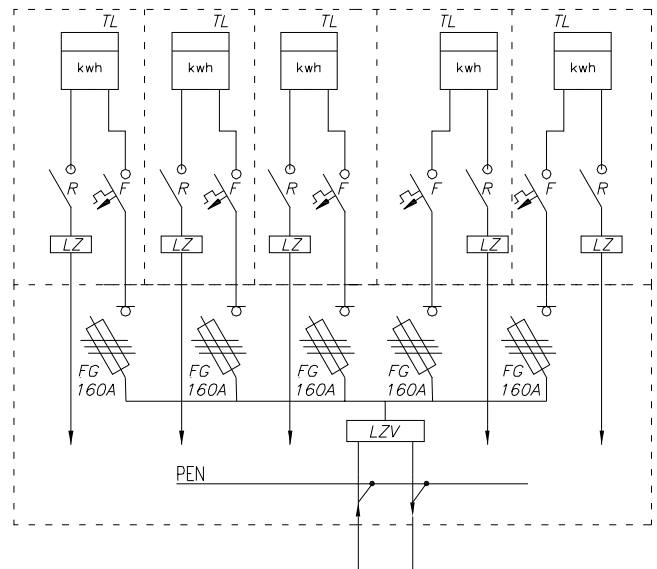 TL TL TL TL TL
kwh kwh kwh kwh kwh
R F R F R F F R F R
LZ LZ LZ LZ LZ
FG FG FG FG FG
160A 160A 160A 160A 160A
LZV
PEN